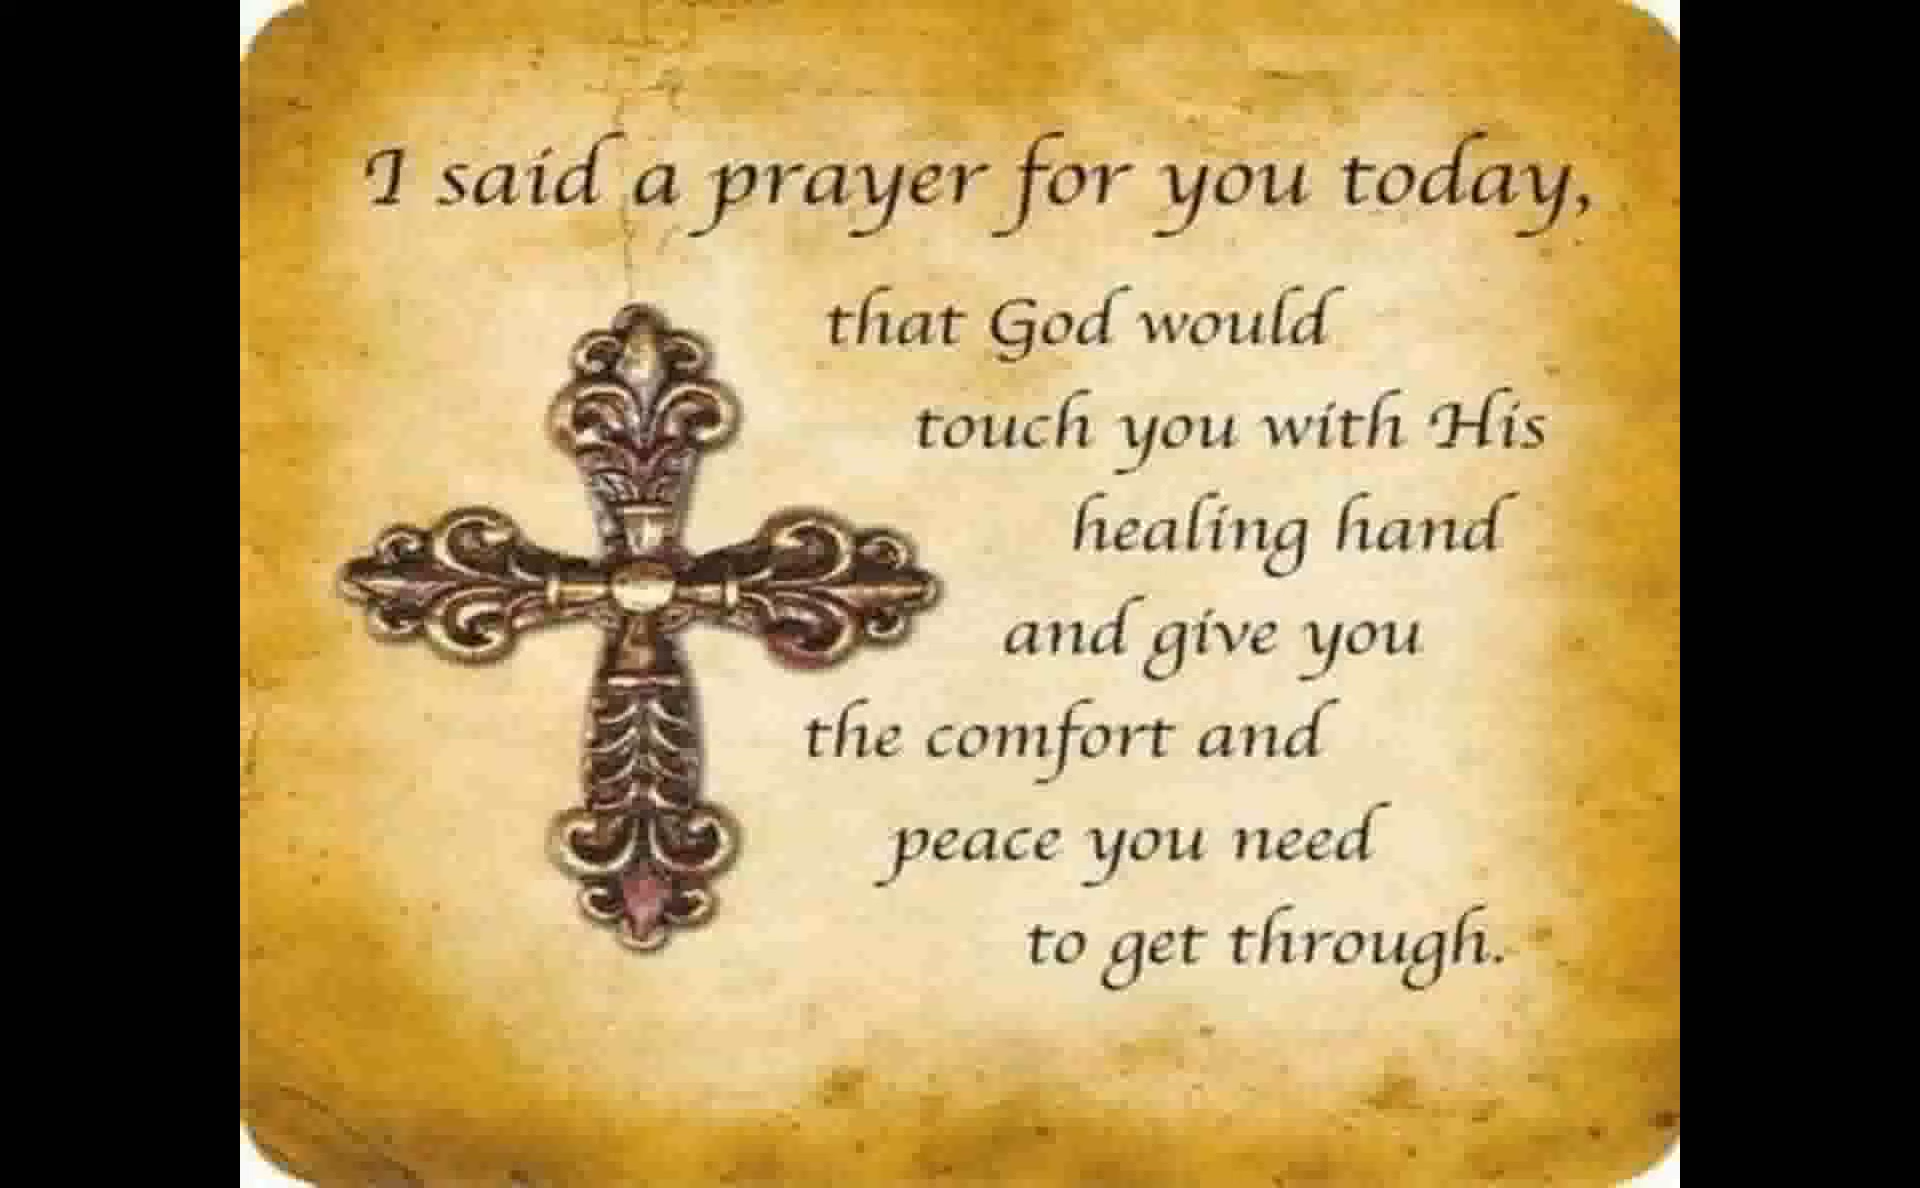 I said a prayer for you today,
that God would
touch you with His
healing hand
and give you
the comfort and
peace you need
to get through.